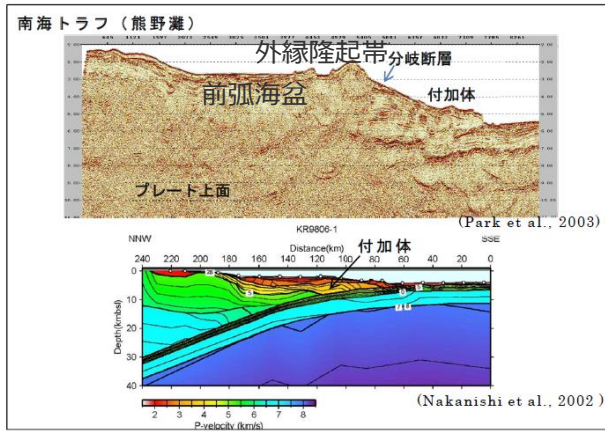 南海トラフ（熊野灘）
外縁隆起帯
分岐断層
前弧海盆
付加体
プレート上面
(Park et al., 2003)
KR9806-1
NNW
Distance(km)
付加体
SSE
240 220 200 180 160 140 120 100 80 60 40 20 0
0
10
20
30
40
Depth(kmbsl)
2 3 4 5 6 7 8
P-velocity (km/s)
(Nakanishi et al., 2002 )